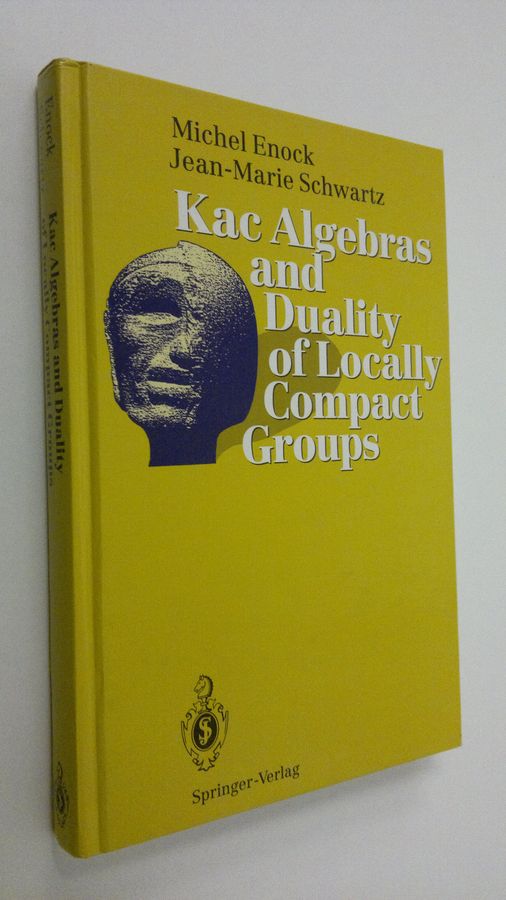 Michel Enock
Jean-Marie Schwartz
Kac Algebras
and
Duality
of Locally
Compact
Groups
Springer-Verlag
Enock
Kac Algebras and Duality
of Locally Compact Groups